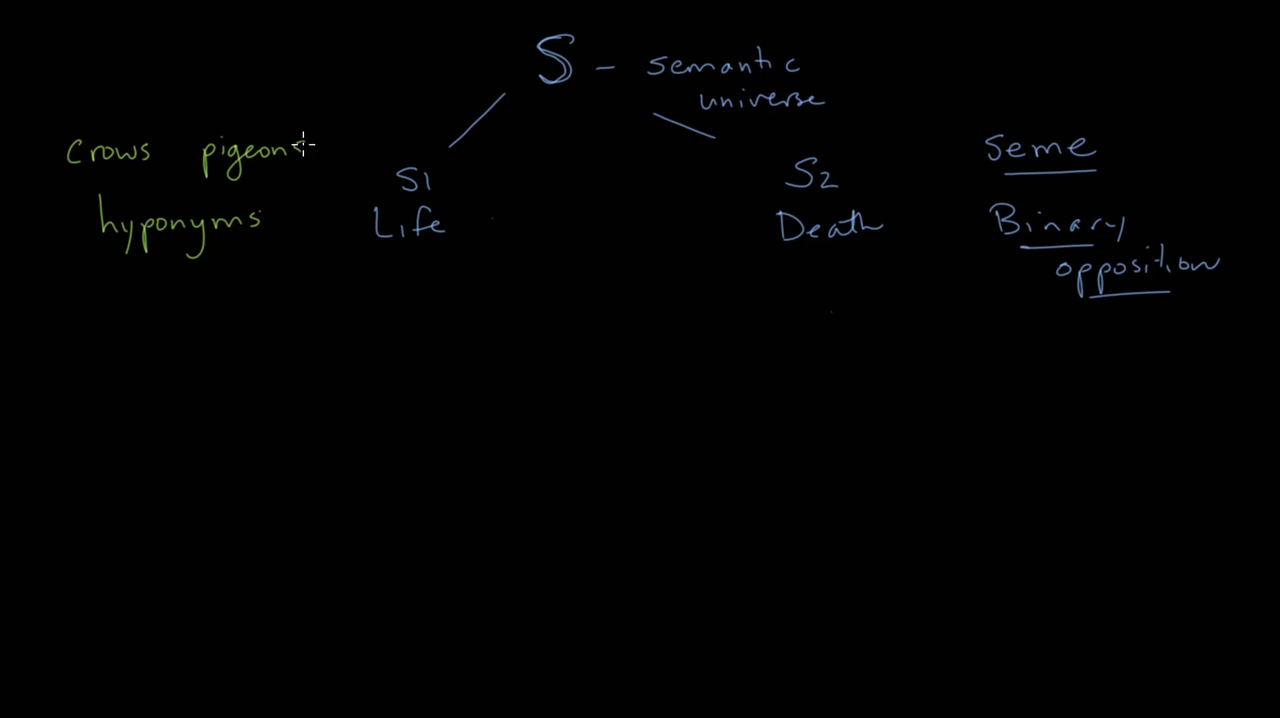 S - semantic
universe
Crows pigeons
hyponyms
S1
Life
S2
Death
Seme
Binary
opposition